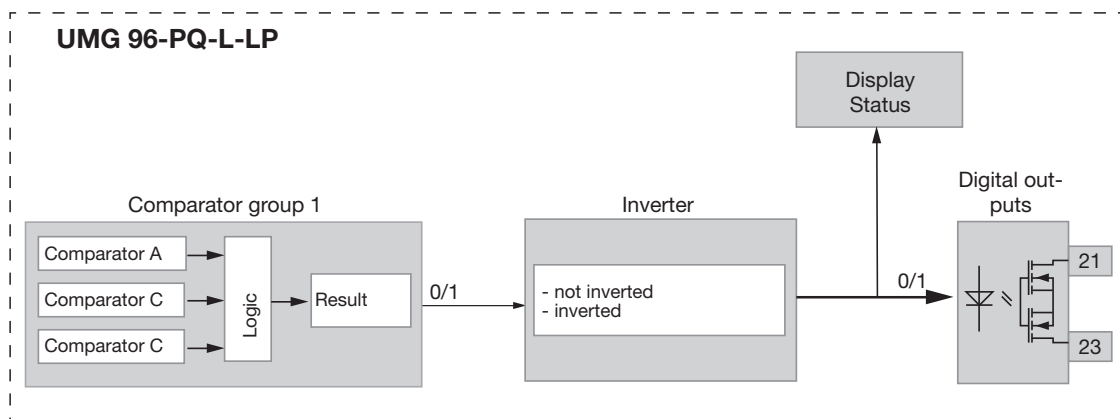 UMG 96-PQ-L-LP
Display
Status
Digital out-
puts
Comparator group 1
Inverter
Comparator A
Comparator C
Comparator C
Logic
Result
0/1
- not inverted
- inverted
0/1
21
23